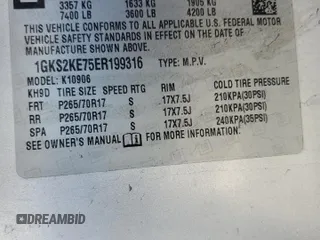 3357 KG 1633 KG 1905 KG
7400 LB 3600 LB 4200 LB
THIS VEHICLE CONFORMS TO ALL APPLICABLE U.S. FEDERAL MOTOR
VEHICLE SAFETY STANDARDS IN EFFECT ON THE DATE OF
1GKS2KE75ER199316 TYPE: M.P.V.
MODEL: K10906
KH9D TIRE SIZE SPEED RTG RIM COLD TIRE PRESSURE
FRT P265/70R17 S 17X7.5J 210KPA(30PSI)
RR P265/70R17 S 17X7.5J 210KPA(30PSI)
SPA P265/70R17 S 17X7.5J 240KPA(35PSI)
SEE OWNER'S MANUAL FOR MORE INFORMATION.
DREAMBID